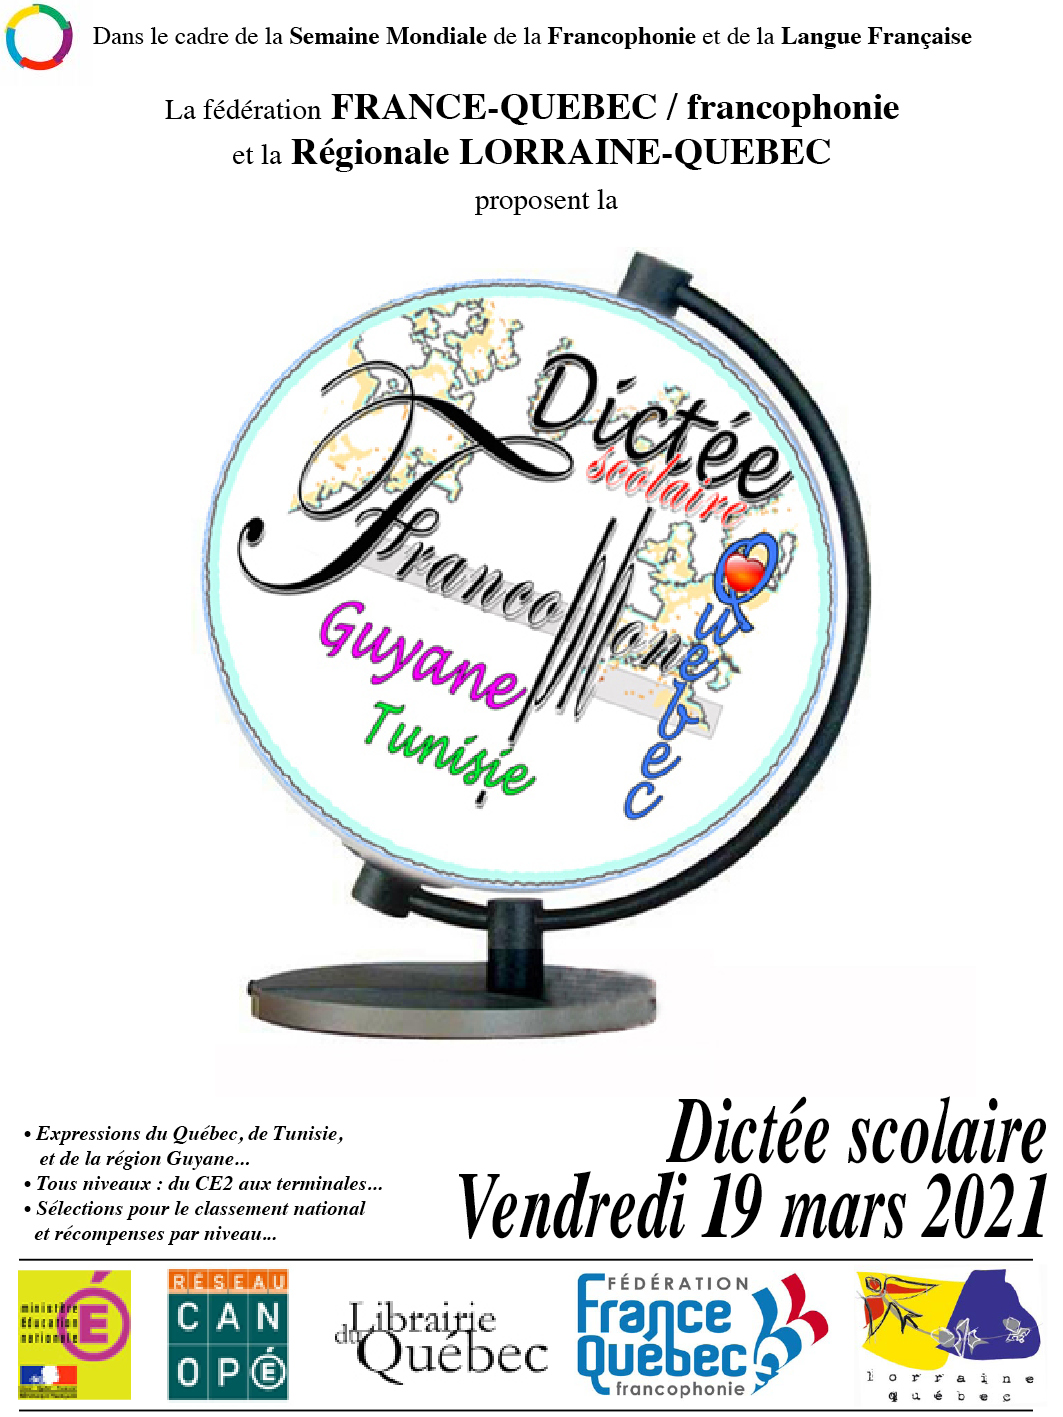 Dans le cadre de la Semaine Mondiale de la Francophonie et de la Langue Française
La fédération FRANCE-QUEBEC / francophonie
et la Régionale LORRAINE-QUEBEC
proposent la
Dictée
scolaire
Francophone
Quebec
Guyane
Tunisie
Dictée scolaire
Vendredi 19 mars 2021
• Expressions du Québec, de Tunisie,
et de la région Guyane...
• Tous niveaux : du CE2 aux terminales...
• Sélections pour le classement national
et récompenses par niveau...
ministère
éducation
nationale
É
RÉSEAU
CAN
OPÉ
Librairie
du Québec
FÉDÉRATION
France
Québec
francophonie
lorraine
québec